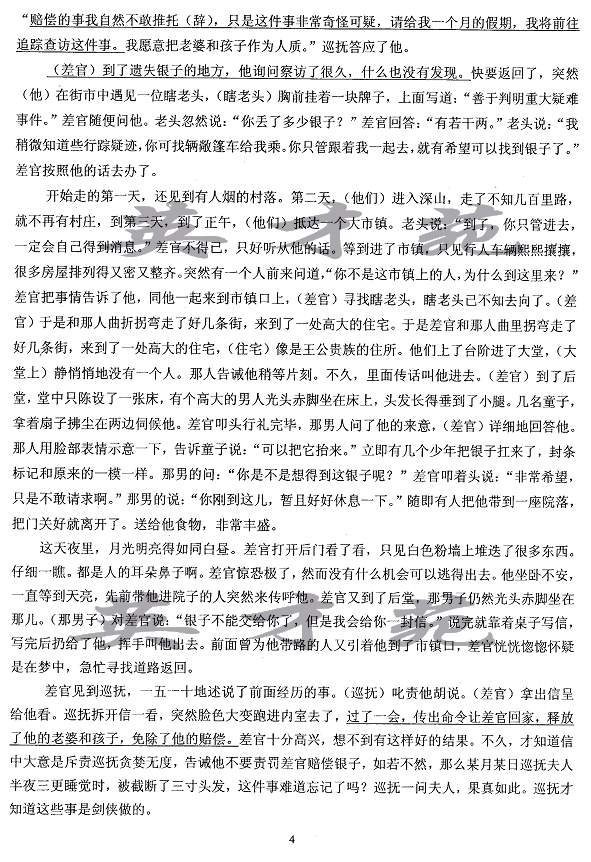 “赔偿的事我自然不敢推托（辞），只是这件事非常奇怪可疑，请给我一个月的假期，我将前往
追踪查访这件事。我愿意把老婆和孩子作为人质。”巡抚答应了他。
（差官）到了遗失银子的地方，他询问察访了很久，什么也没有发现。快要返回了，突然
（他）在街市中遇见一位瞎老头，（瞎老头）胸前挂着一块牌子，上面写道：“善于判明重大疑难
事件。”差官随便问他。老头忽然说：“你丢了多少银子？”差官回答：“有若干两。”老头说：“我
稍微知道一些行踪疑迹，你可找辆敞篷车给我乘。你只管跟着我一起去，就有希望可以找到银子了。”
差官按照他的话去办了。
开始走的第一天，还见到有人烟的村落。第二天，（他们）进入深山，走了不知几百里路，
就不再有村庄，到第三天，到了正午，（他们）抵达一个大市镇。老头说：“到了，你只管进去，
一定会自己得到消息。”差官不得已，只好听从他的话。等到进了市镇，只见行人车辆熙熙攘攘，
很多房屋排列得又密又整齐。突然有一个人前来问道，“你不是这市镇上的人，为什么到这里来？”
差官把事情告诉了他，同他一起来到市镇口上，（差官）寻找瞎老头，瞎老头已不知去向了。（差
官）于是和那人曲折拐弯走了好几条街，来到了一处高大的住宅。于是差官和那人曲里拐弯走了
好几条街，来到了一处高大的住宅，（住宅）像是王公贵族的住所。他们上了台阶进了大堂，（大
堂上）静悄悄地没有一个人。那人告诫他稍等片刻。不久，里面传话叫他进去。（差官）到了后
堂，堂中只陈设了一张床，有个高大的男人光头赤脚坐在床上，头发长得垂到了小腿。几名童子，
拿着扇子拂尘在两边伺候他。差官叩头行礼完毕，那男人问了他的来意，（差官）详细地回答他。
那人用脸部表情示意一下，告诉童子说：“可以把它抬来。”立即有几个少年把银子扛来了，封条
标记和原来的一模一样。那男的问：“你是不是想得到这银子呢？”差官叩着头说：“非常希望，
只是不敢请求啊。”那男的说：“你刚到这儿，暂且好好休息一下。”随即有人把他带到一座院落，
把门关好就离开了。送给他食物，非常丰盛。
这天夜里，月光明亮得如同白昼。差官打开后门看了看，只见白色粉墙上堆迭了很多东西。
仔细一瞧。都是人的耳朵鼻子啊。差官惊恐极了，然而没有什么机会可以逃得出去。他坐卧不安，
一直等到天亮，先前带他进院子的人突然来传呼他。差官又到了后堂，那男子仍然光头赤脚坐在
那儿。（那男子）对差官说：“银子不能交给你了，但是我会给你一封信。”说完就靠着桌子写信，
写完后扔给了他，挥手叫他出去。前面曾为他带路的人又引着他到了市镇口，差官恍恍惚惚怀疑
是在梦中，急忙寻找道路返回。
差官见到巡抚，一五一十地述说了前面经历的事。（巡抚）叱责他胡说。（差官）拿出信呈
给他看。巡抚拆开信一看，突然脸色大变跑进内室去了，过了一会，传出命令让差官回家，释放
了他的老婆和孩子，免除了他的赔偿。差官十分高兴，想不到有这样好的结果。不久，才知道信
中大意是斥责巡抚贪婪无度，告诫他不要责罚差官赔偿银子，如若不然，那么某月某日巡抚夫人
半夜三更睡觉时，被截断了三寸头发，这件事难道忘记了吗？巡抚一问夫人，果真如此。巡抚才
知道这些事是剑侠做的。
4